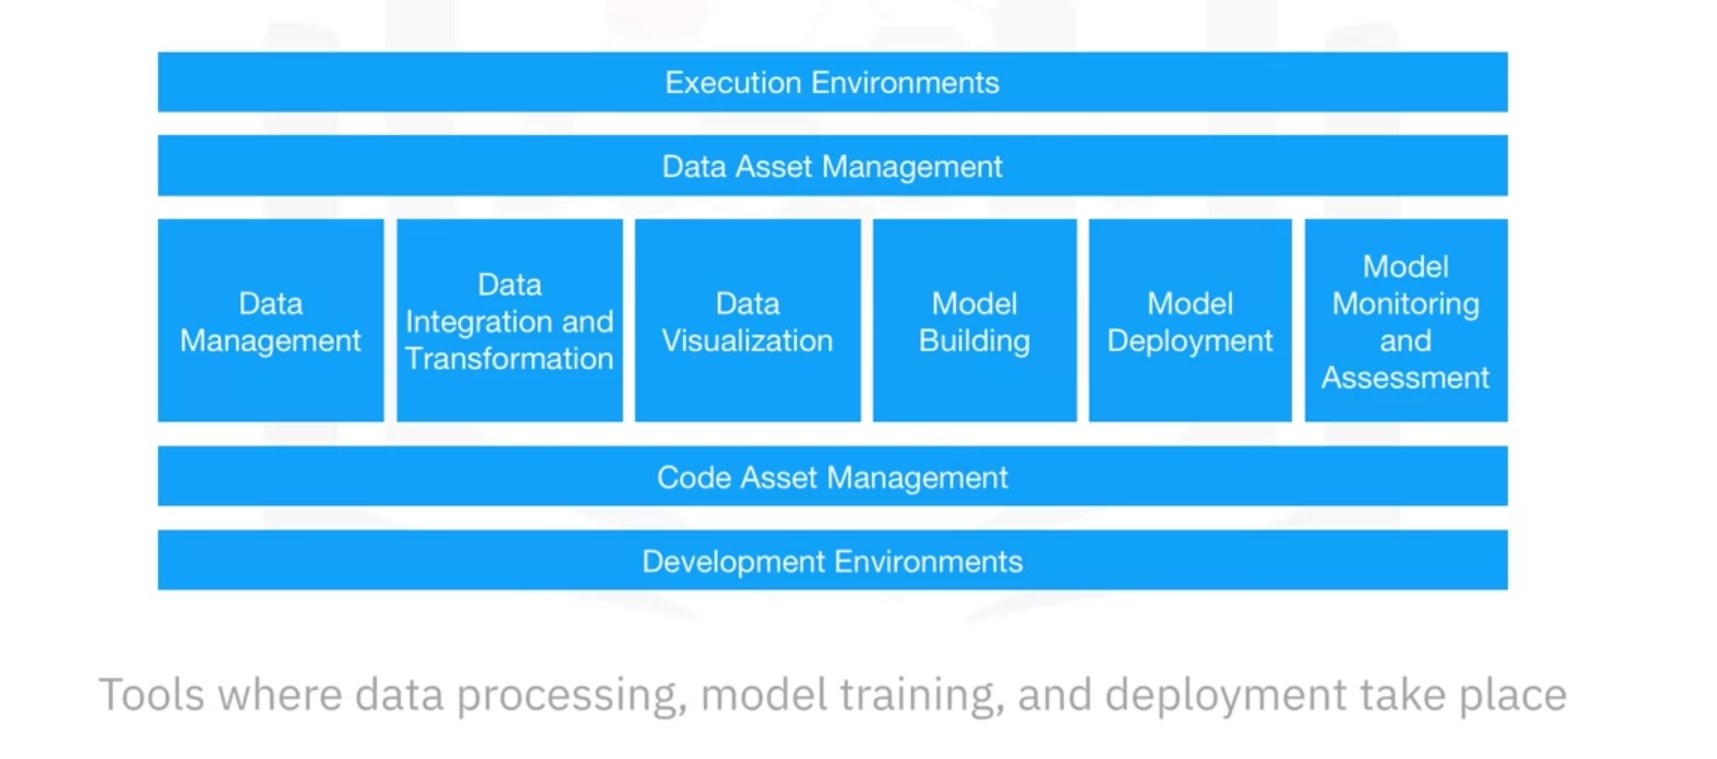 Execution Environments
Data Asset Management
Data
Management
Data
Integration and
Transformation
Data
Visualization
Model
Building
Model
Deployment
Model
Monitoring
and
Assessment
Code Asset Management
Development Environments
Tools where data processing, model training, and deployment take place